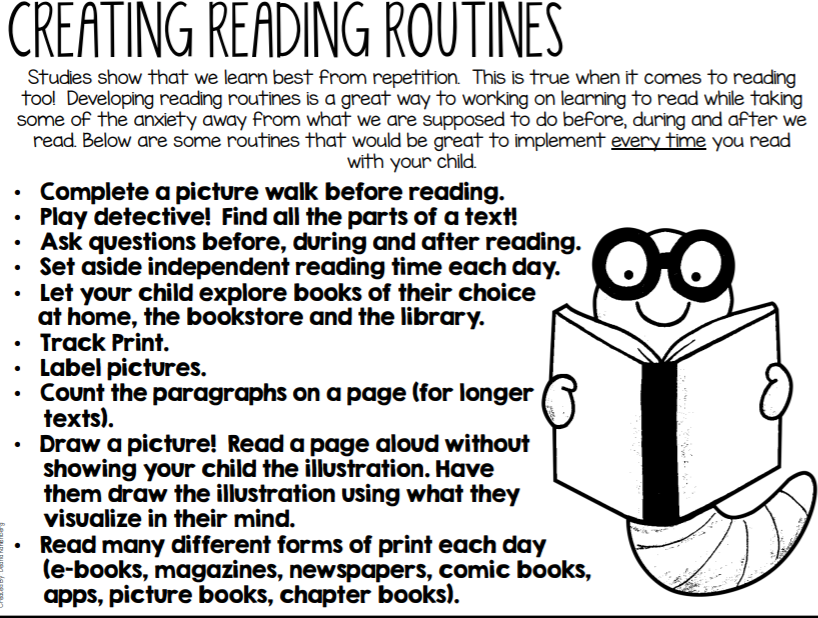 CREATING READING ROUTINES
Studies show that we learn best from repetition. This is true when it comes to reading
too! Developing reading routines is a great way to working on learning to read while taking
some of the anxiety away from what we are supposed to do before, during and after we
read. Below are some routines that would be great to implement every time you read
with your child.
• Complete a picture walk before reading.
• Play detective! Find all the parts of a text!
• Ask questions before, during and after reading.
• Set aside independent reading time each day.
• Let your child explore books of their choice
at home, the bookstore and the library.
• Track Print.
• Label pictures.
• Count the paragraphs on a page (for longer
texts).
• Draw a picture! Read a page aloud without
showing your child the illustration. Have
them draw the illustration using what they
visualize in their mind.
• Read many different forms of print each day
(e-books, magazines, newspapers, comic books,
apps, picture books, chapter books).